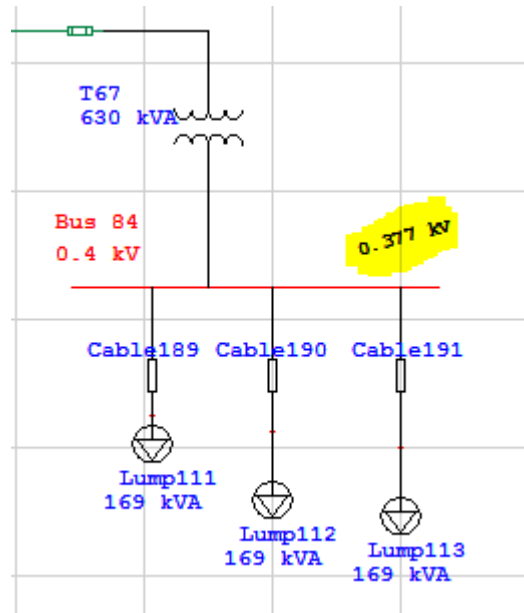 T67
630 kVA
Bus 84
0.4 kV
0.377 kV
Cable189
Cable190
Cable191
Lump111
169 kVA
Lump112
169 kVA
Lump113
169 kVA